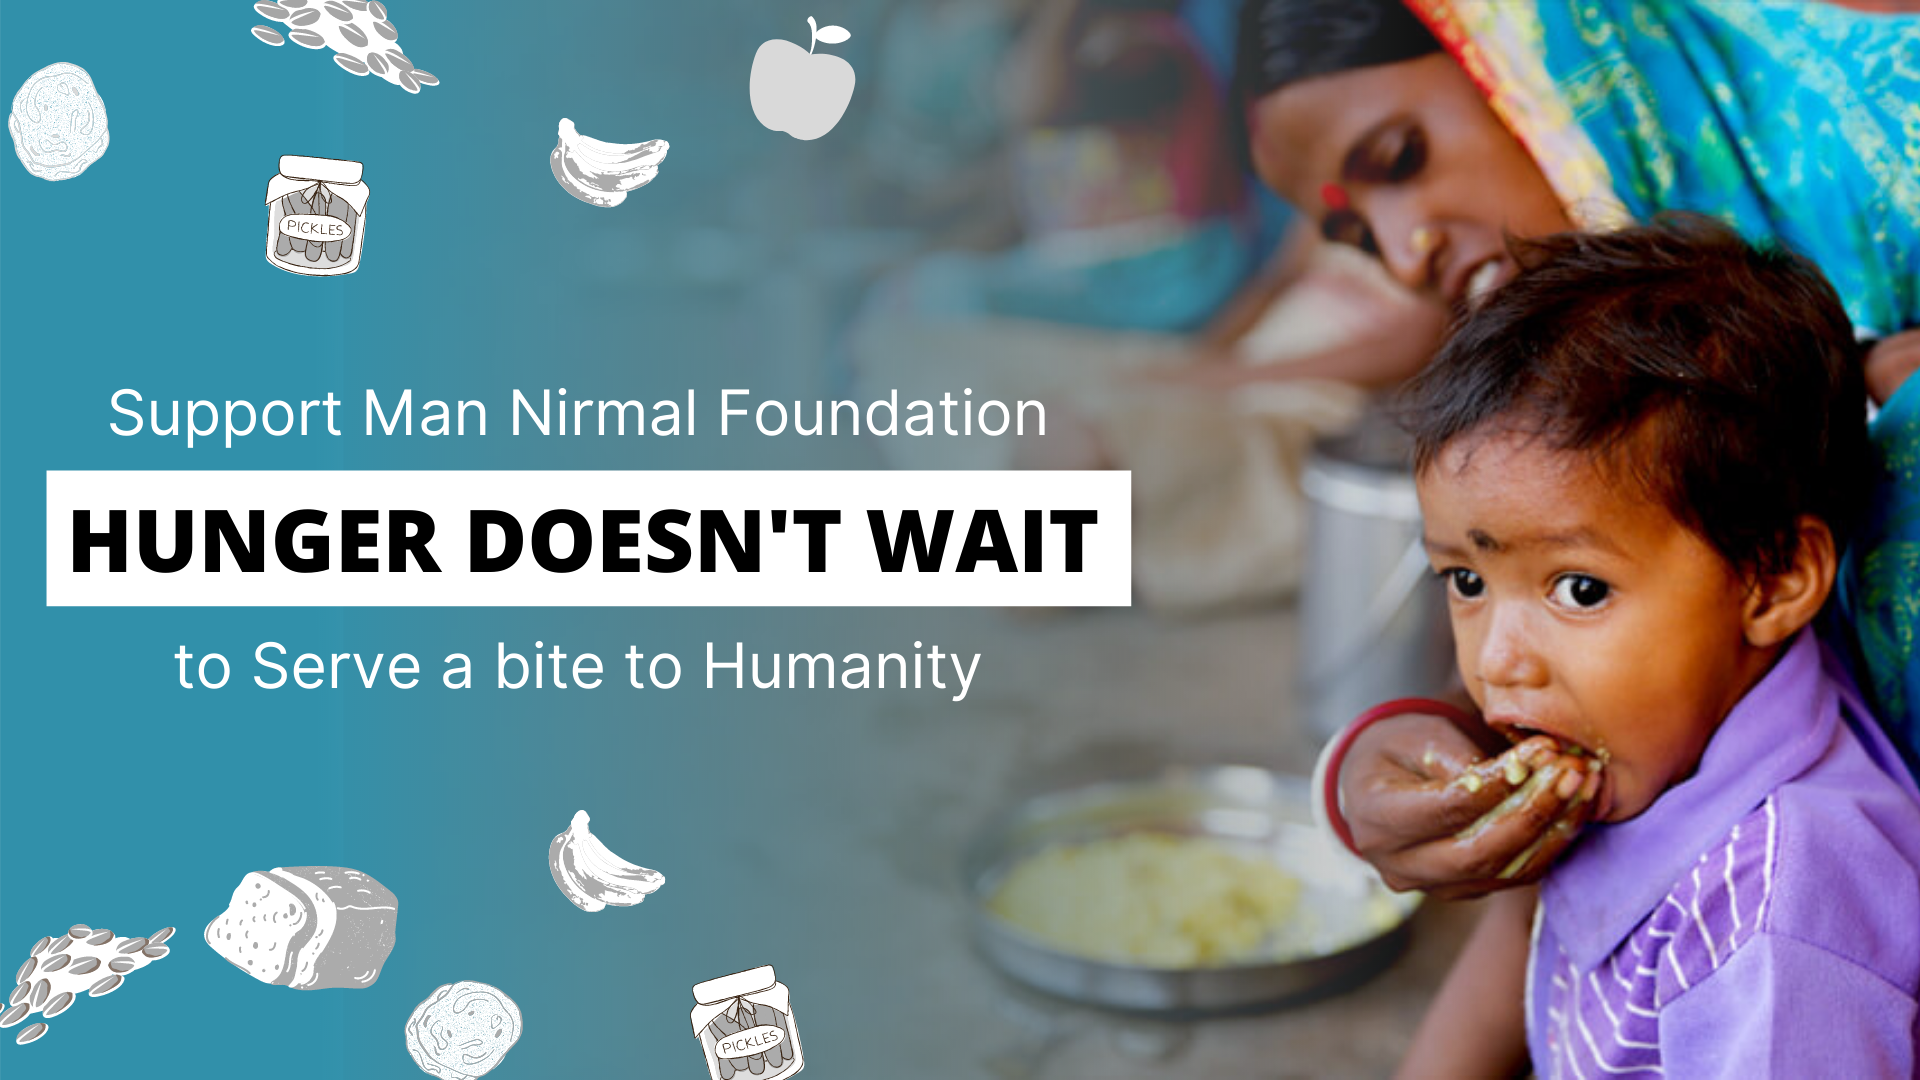 Support Man Nirmal Foundation
HUNGER DOESN'T WAIT
to Serve a bite to Humanity
PICKLES
PICKLES